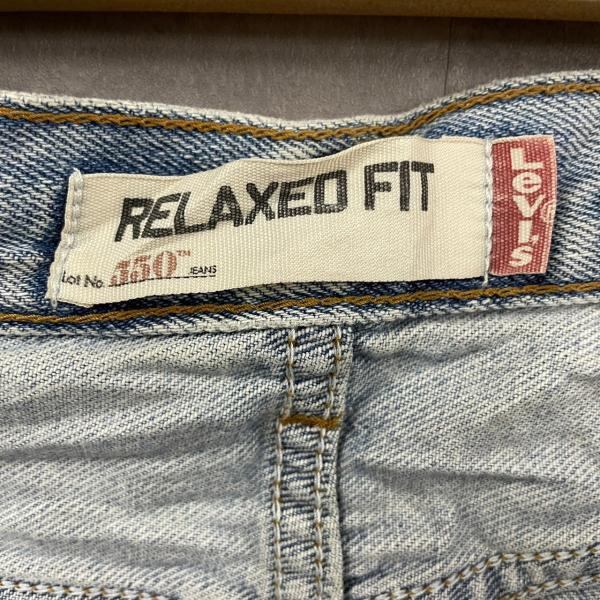 RELAXED FIT
Lot No. 550™ JEANS
Levi's